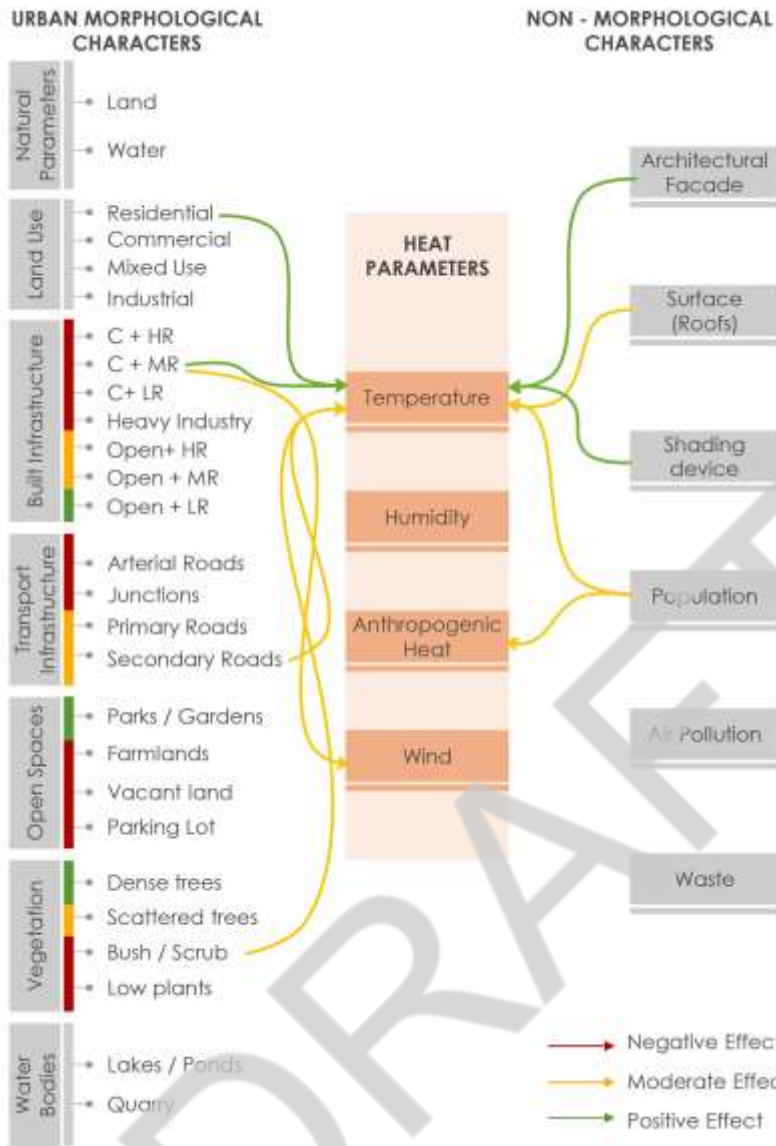 URBAN MORPHOLOGICAL
CHARACTERS
NON - MORPHOLOGICAL
CHARACTERS
Natural
Parameters
Land
Water
Land Use
Residential
Commercial
Mixed Use
Industrial
Built Infrastructure
C + HR
C + MR
C+ LR
Heavy Industry
Open+ HR
Open + MR
Open + LR
Transport
Infrastructure
Arterial Roads
Junctions
Primary Roads
Secondary Roads
Open Spaces
Parks / Gardens
Farmlands
Vacant land
Parking Lot
Vegetation
Dense trees
Scattered trees
Bush / Scrub
Low plants
Water
Bodies
Lakes / Ponds
Quarry
HEAT
PARAMETERS
Temperature
Humidity
Anthropogenic
Heat
Wind
Architectural
Facade
Surface
(Roofs)
Shading
device
Population
Air Pollution
Waste
Negative Effect
Moderate Effec
Positive Effect
DRAFT